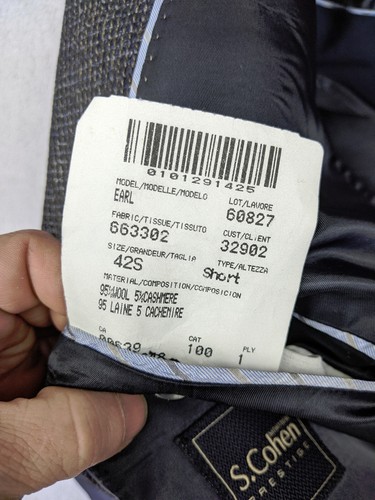 0101291425
MODEL/MODELLE/MODELO LOT/LAVORE
EARL 60827
FABRIC/TISSUE/TISSUTO CUST/CLIENT
663302 32902
SIZE/GRANDEUR/TAGLIA TYPE/ALTEZZA
42S Short
MATERIAL/COMPOSITION/COMPOSICION
95%WOOL 5%CASHMERE
95 LAINE 5 CACHEMIRE
CAT PLY
100 1
S.Cohen
PRESTIGE